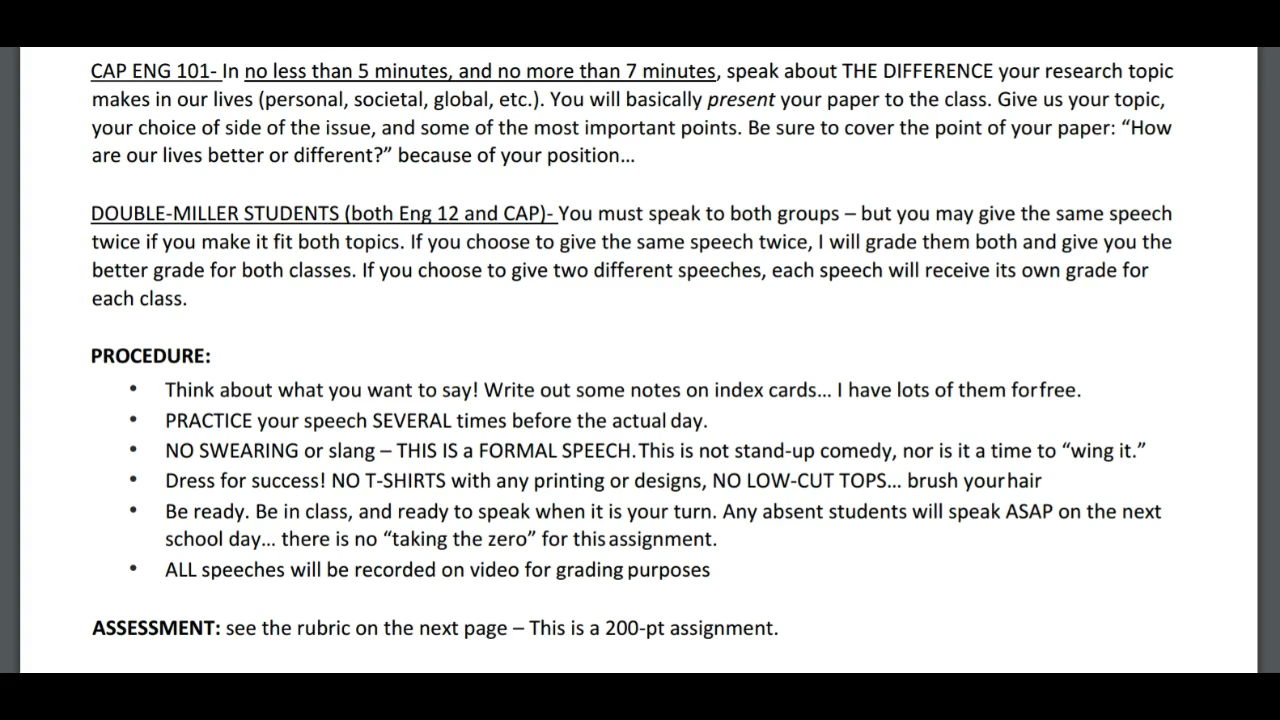 CAP ENG 101- In no less than 5 minutes, and no more than 7 minutes, speak about THE DIFFERENCE your research topic
makes in our lives (personal, societal, global, etc.). You will basically present your paper to the class. Give us your topic,
your choice of side of the issue, and some of the most important points. Be sure to cover the point of your paper: “How
are our lives better or different?” because of your position…
DOUBLE-MILLER STUDENTS (both Eng 12 and CAP)- You must speak to both groups – but you may give the same speech
twice if you make it fit both topics. If you choose to give the same speech twice, I will grade them both and give you the
better grade for both classes. If you choose to give two different speeches, each speech will receive its own grade for
each class.
PROCEDURE:
• Think about what you want to say! Write out some notes on index cards… I have lots of them forfree.
• PRACTICE your speech SEVERAL times before the actual day.
• NO SWEARING or slang – THIS IS a FORMAL SPEECH. This is not stand-up comedy, nor is it a time to “wing it.”
• Dress for success! NO T-SHIRTS with any printing or designs, NO LOW-CUT TOPS… brush your hair
• Be ready. Be in class, and ready to speak when it is your turn. Any absent students will speak ASAP on the next
school day… there is no “taking the zero” for this assignment.
• ALL speeches will be recorded on video for grading purposes
ASSESSMENT: see the rubric on the next page – This is a 200-pt assignment.